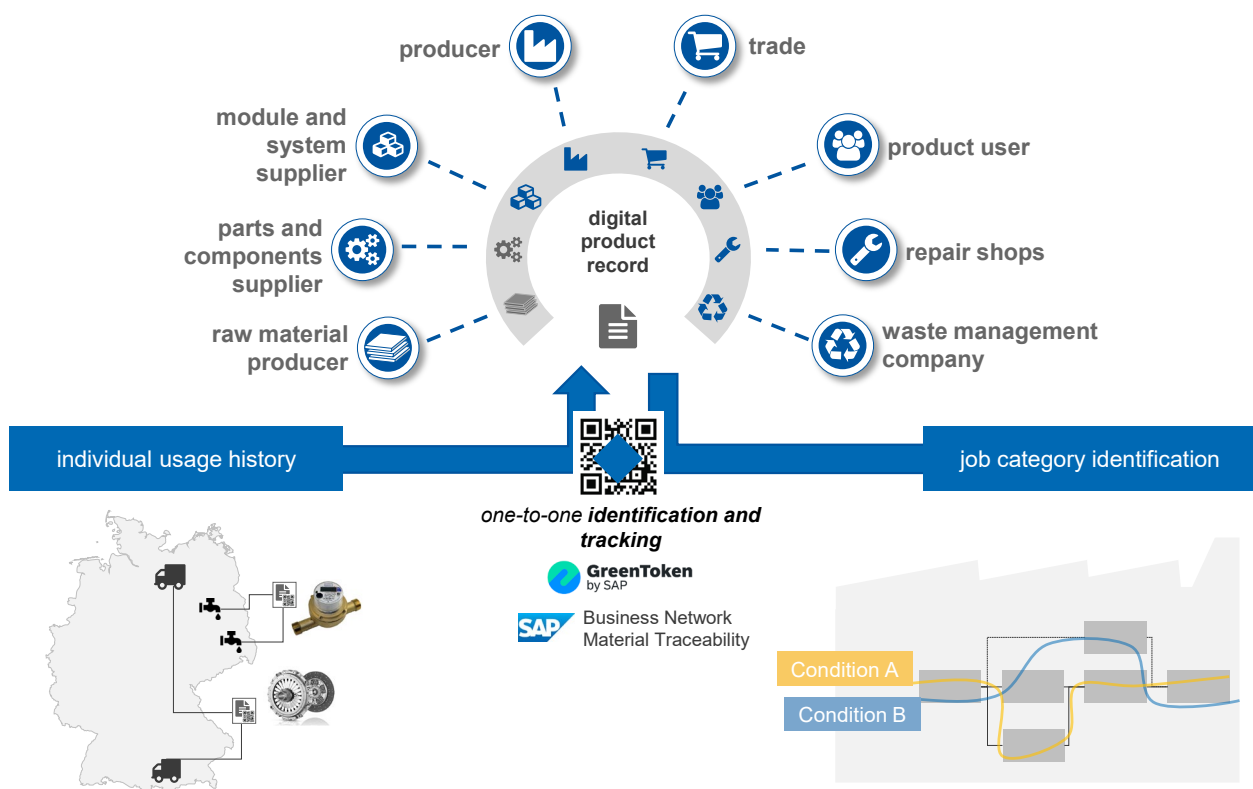 producer
trade
module and
system
supplier
product user
parts and
components
supplier
digital
product
record
repair shops
raw material
producer
waste management
company
individual usage history
job category identification
one-to-one identification and
tracking
GreenToken
by SAP
SAP
Business Network
Material Traceability
Condition A
Condition B